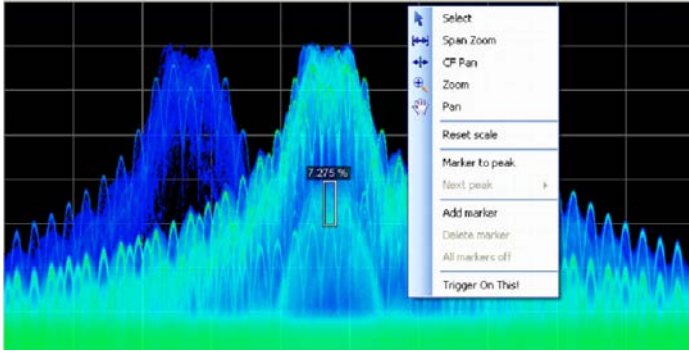 Select
Span Zoom
CF Pan
Zoom
Pan
Reset scale
Marker to peak
Next peak
7.275 %
Add marker
Delete marker
All markers off
Trigger On This!